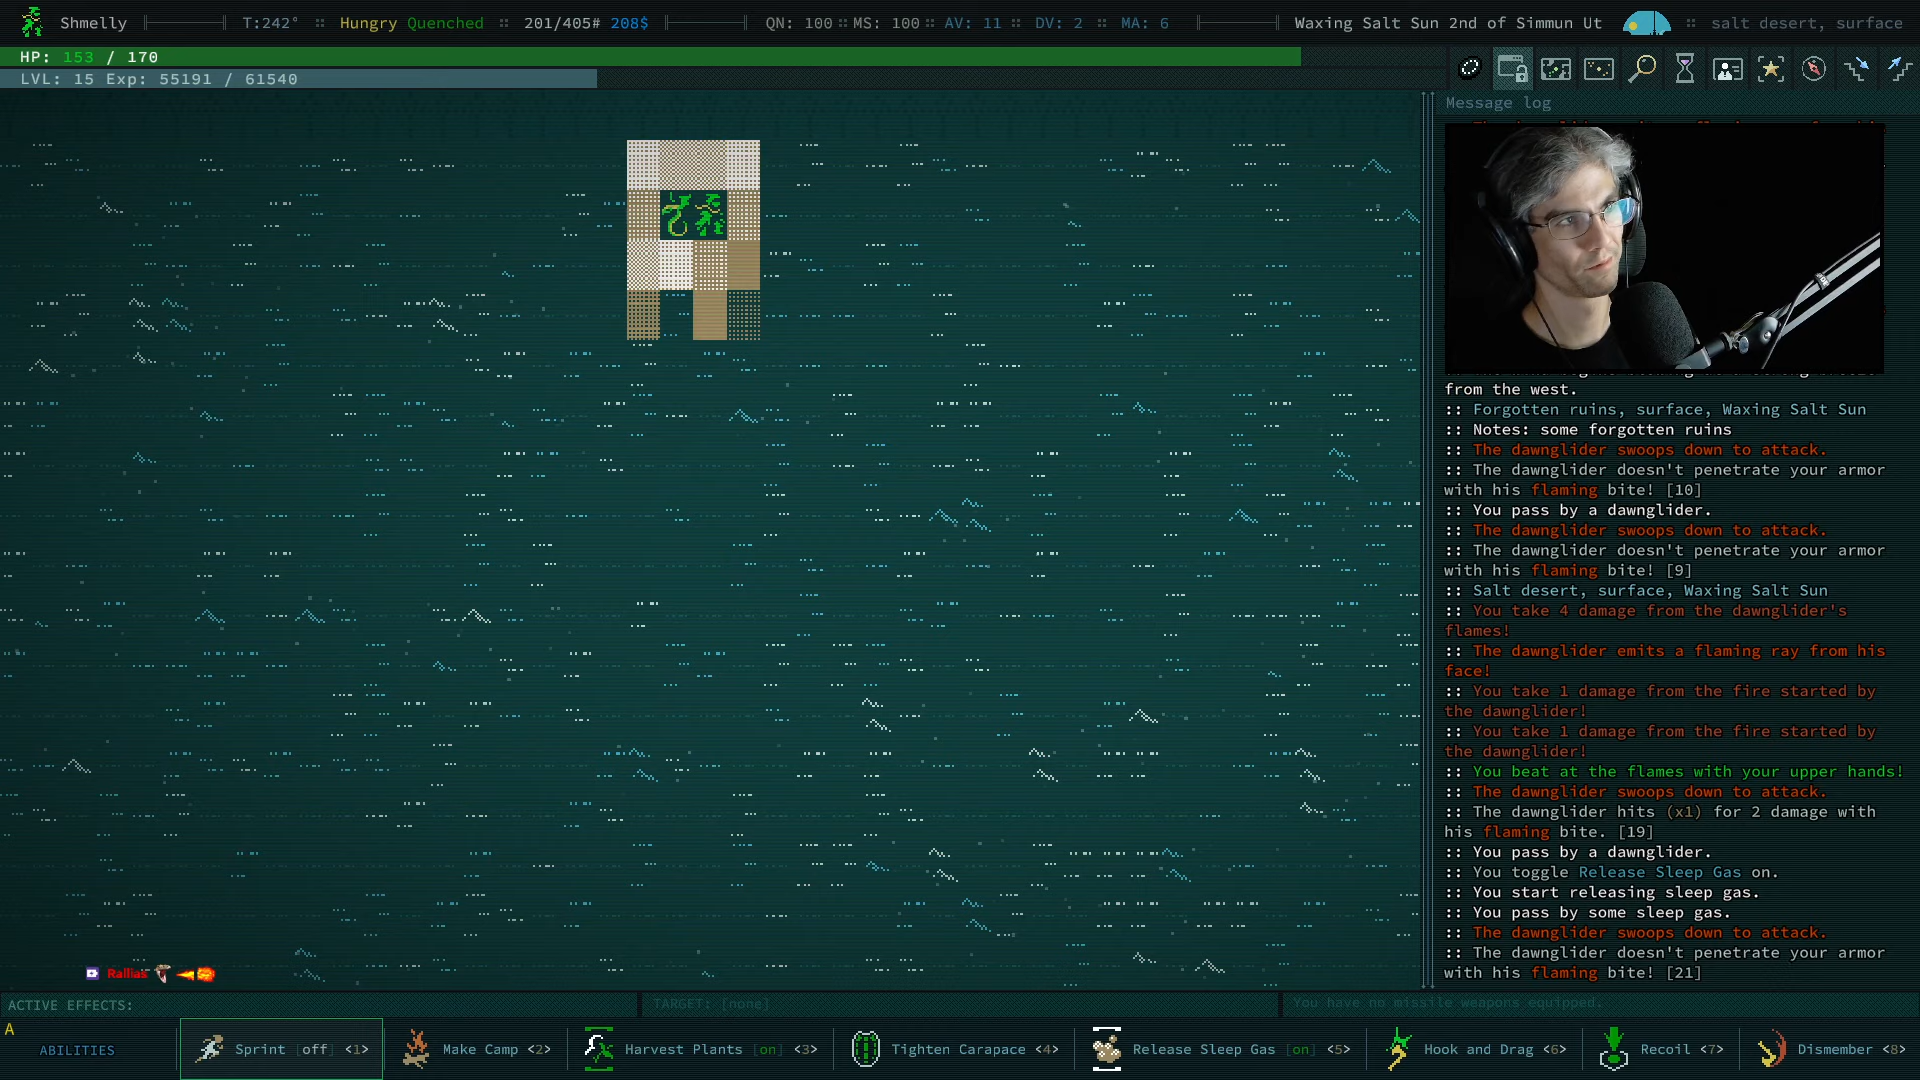 Shmelly T:242° :: Hungry Quenched :: 201/405# 208$ QN: 100 :: MS: 100 :: AV: 11 :: DV: 2 :: MA: 6 Waxing Salt Sun 2nd of Simmun Ut :: salt desert, surface
HP: 153 / 170
LVL: 15 Exp: 55191 / 61540
Message log
from the west.
:: Forgotten ruins, surface, Waxing Salt Sun
:: Notes: some forgotten ruins
:: The dawnglider swoops down to attack.
:: The dawnglider doesn't penetrate your armor
with his flaming bite! [10]
:: You pass by a dawnglider.
:: The dawnglider swoops down to attack.
:: The dawnglider doesn't penetrate your armor
with his flaming bite! [9]
:: Salt desert, surface, Waxing Salt Sun
:: You take 4 damage from the dawnglider's
flames!
:: The dawnglider emits a flaming ray from his
face!
:: You take 1 damage from the fire started by
the dawnglider!
:: You take 1 damage from the fire started by
the dawnglider!
:: You beat at the flames with your upper hands!
:: The dawnglider swoops down to attack.
:: The dawnglider hits (x1) for 2 damage with
his flaming bite. [19]
:: You pass by a dawnglider.
:: You toggle Release Sleep Gas on.
:: You start releasing sleep gas.
:: You pass by some sleep gas.
:: The dawnglider swoops down to attack.
:: The dawnglider doesn't penetrate your armor
with his flaming bite! [21]
Rallias
ACTIVE EFFECTS: TARGET: [none] You have no missile weapons equipped.
A
ABILITIES Sprint [off] <1> Make Camp <2> Harvest Plants [on] <3> Tighten Carapace <4> Release Sleep Gas [on] <5> Hook and Drag <6> Recoil <7> Dismember <8>